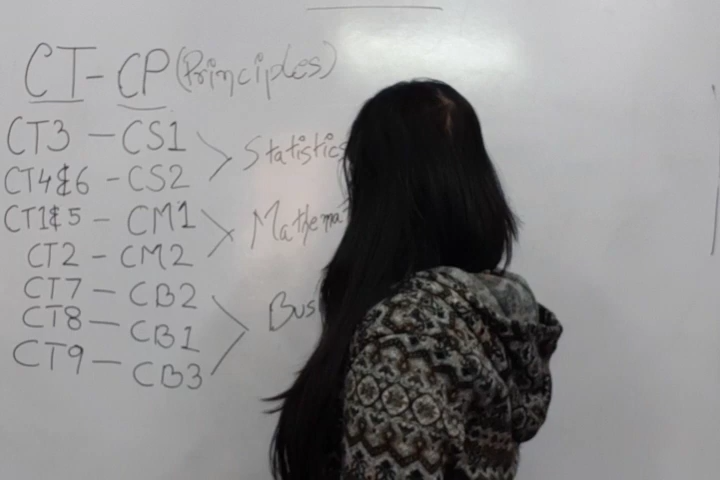 CT-CP (Principles)
CT3 - CS1
Statistics
CT4&6 - CS2
CT1&5 - CM1
Mathemat
CT2 - CM2
CT7 - CB2
CT8 - CB1
Bus
CT9 - CB3